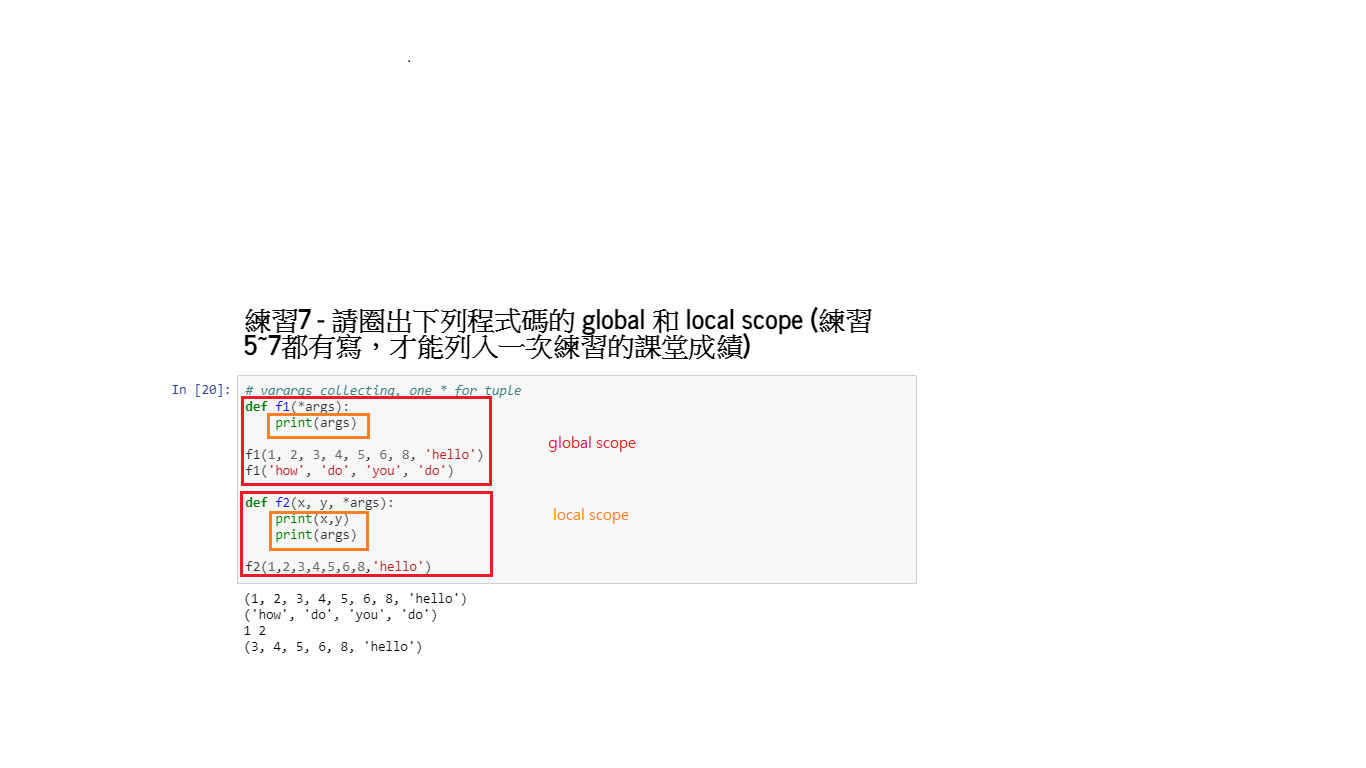 練習7 - 請圈出下列程式碼的 global 和 local scope (練習
5~7都有寫，才能列入一次練習的課堂成績)
In [20]:
# varargs collecting, one * for tuple
def f1(*args):
print(args)
f1(1, 2, 3, 4, 5, 6, 8, 'hello')
f1('how', 'do', 'you', 'do')
global scope
def f2(x, y, *args):
print(x,y)
print(args)
local scope
f2(1,2,3,4,5,6,8,'hello')
(1, 2, 3, 4, 5, 6, 8, 'hello')
('how', 'do', 'you', 'do')
1 2
(3, 4, 5, 6, 8, 'hello')